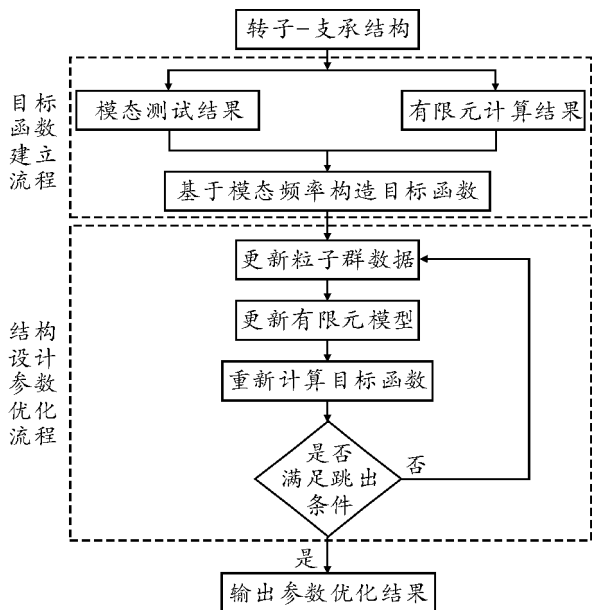 转子-支承结构
目标
函数
建立
流程
模态测试结果
有限元计算结果
基于模态频率构造目标函数
结构
设计
参数
优化
流程
更新粒子群数据
更新有限元模型
重新计算目标函数
是否
满足跳出
条件
否
是
输出参数优化结果